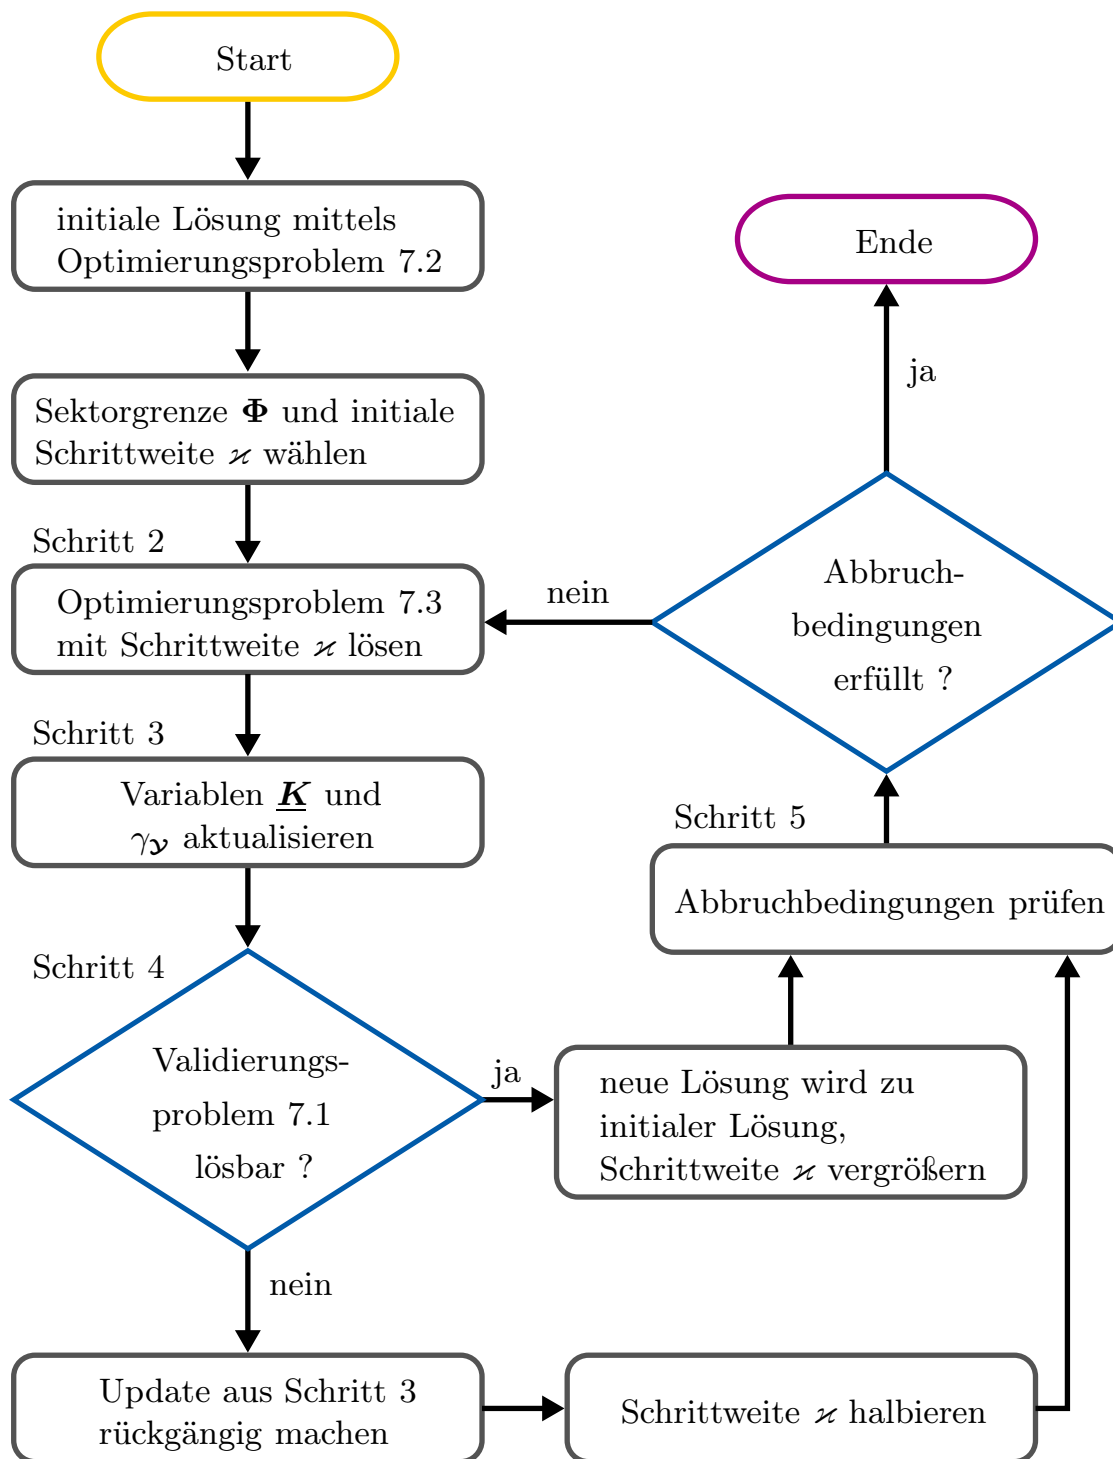 Start
initiale Lösung mittels
Optimierungsproblem 7.2
Sektorgrenze 𝚽 und initiale
Schrittweite ϰ wählen
Schritt 2
Optimierungsproblem 7.3
mit Schrittweite ϰ lösen
Schritt 3
Variablen K und
γ𝓨 aktualisieren
Schritt 4
Validierungs-
problem 7.1
lösbar ?
ja
neue Lösung wird zu
initialer Lösung,
Schrittweite ϰ vergrößern
nein
Update aus Schritt 3
rückgängig machen
Schrittweite ϰ halbieren
Schritt 5
Abbruchbedingungen prüfen
Abbruch-
bedingungen
erfüllt ?
nein
ja
Ende